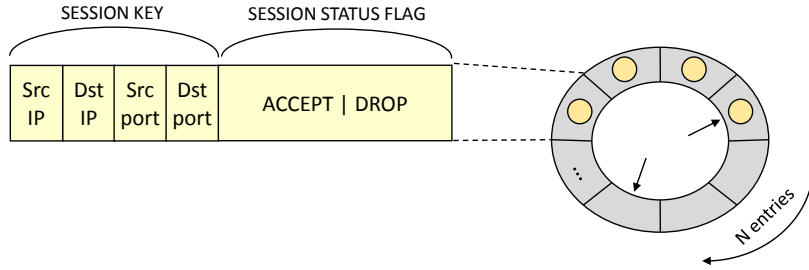 SESSION KEY
SESSION STATUS FLAG
Src
IP
Dst
IP
Src
port
Dst
port
ACCEPT | DROP
...
N entries